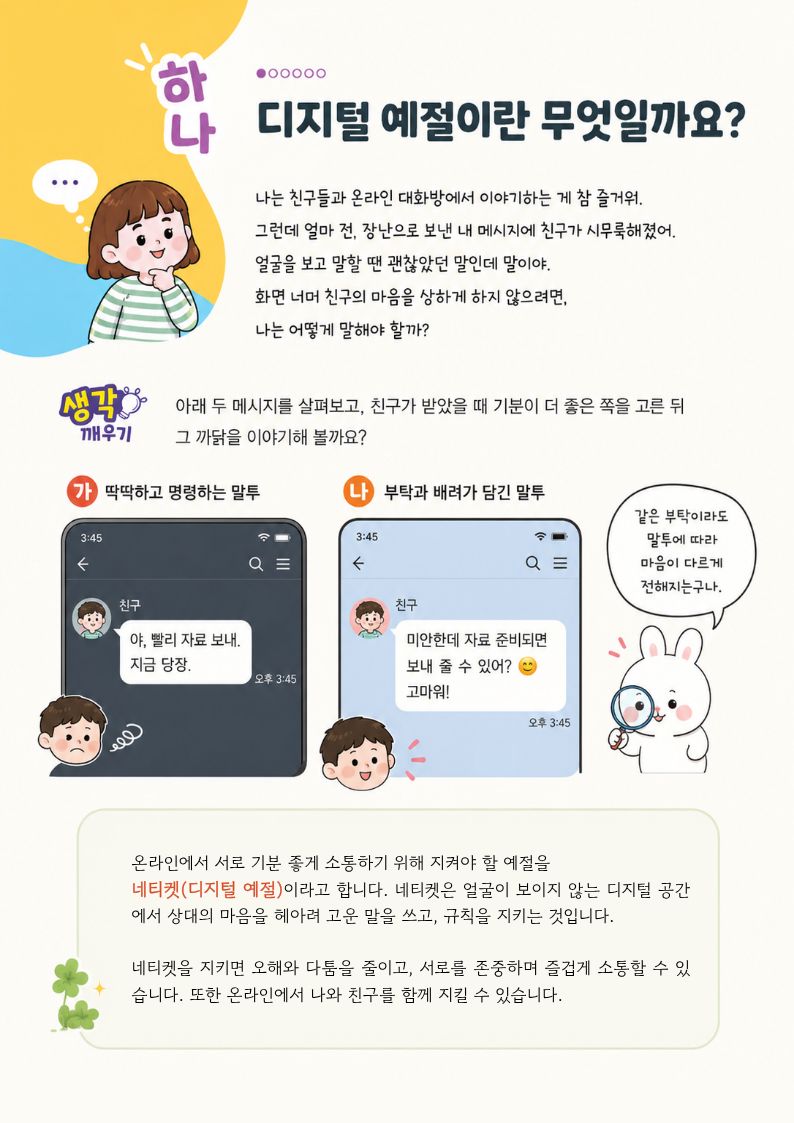 하나
디지털 예절이란 무엇일까요?
나는 친구들과 온라인 대화방에서 이야기하는 게 참 즐거워.
그런데 얼마 전, 장난으로 보낸 내 메시지에 친구가 시무룩해졌어.
얼굴을 보고 말할 땐 괜찮았던 말인데 말이야.
화면 너머 친구의 마음을 상하게 하지 않으려면,
나는 어떻게 말해야 할까?
생각
깨우기
아래 두 메시지를 살펴보고, 친구가 받았을 때 기분이 더 좋은 쪽을 고른 뒤
그 까닭을 이야기해 볼까요?
가 딱딱하고 명령하는 말투
3:45
친구
야, 빨리 자료 보내.
지금 당장.
오후 3:45
나 부탁과 배려가 담긴 말투
3:45
친구
미안한데 자료 준비되면
보내 줄 수 있어? 😊
고마워!
오후 3:45
같은 부탁이라도
말투에 따라
마음이 다르게
전해지는구나.
온라인에서 서로 기분 좋게 소통하기 위해 지켜야 할 예절을
네티켓(디지털 예절)이라고 합니다. 네티켓은 얼굴이 보이지 않는 디지털 공간
에서 상대의 마음을 헤아려 고운 말을 쓰고, 규칙을 지키는 것입니다.
네티켓을 지키면 오해와 다툼을 줄이고, 서로를 존중하며 즐겁게 소통할 수 있
습니다. 또한 온라인에서 나와 친구를 함께 지킬 수 있습니다.